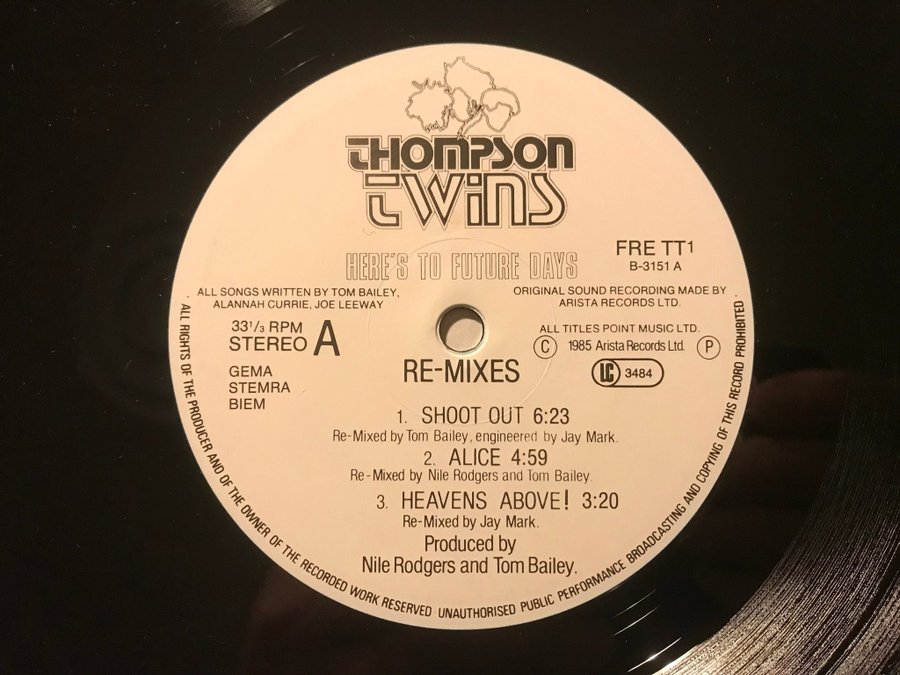 THOMPSON
TWINS
HERE'S TO FUTURE DAYS
FRE TT1
B-3151 A
ALL SONGS WRITTEN BY TOM BAILEY,
ALANNAH CURRIE, JOE LEEWAY
ORIGINAL SOUND RECORDING MADE BY
ARISTA RECORDS LTD.
33 1/3 RPM
STEREO A
GEMA
STEMRA
BIEM
ALL TITLES POINT MUSIC LTD.
© 1985 Arista Records Ltd. ℗
LC 3484
RE-MIXES
1. SHOOT OUT 6:23
Re-Mixed by Tom Bailey, engineered by Jay Mark.
2. ALICE 4:59
Re-Mixed by Nile Rodgers and Tom Bailey.
3. HEAVENS ABOVE! 3:20
Re-Mixed by Jay Mark.
Produced by
Nile Rodgers and Tom Bailey.
ALL RIGHTS OF THE PRODUCER AND OF THE OWNER OF THE RECORDED WORK RESERVED UNAUTHORISED PUBLIC PERFORMANCE BROADCASTING AND COPYING OF THIS RECORD PROHIBITED.